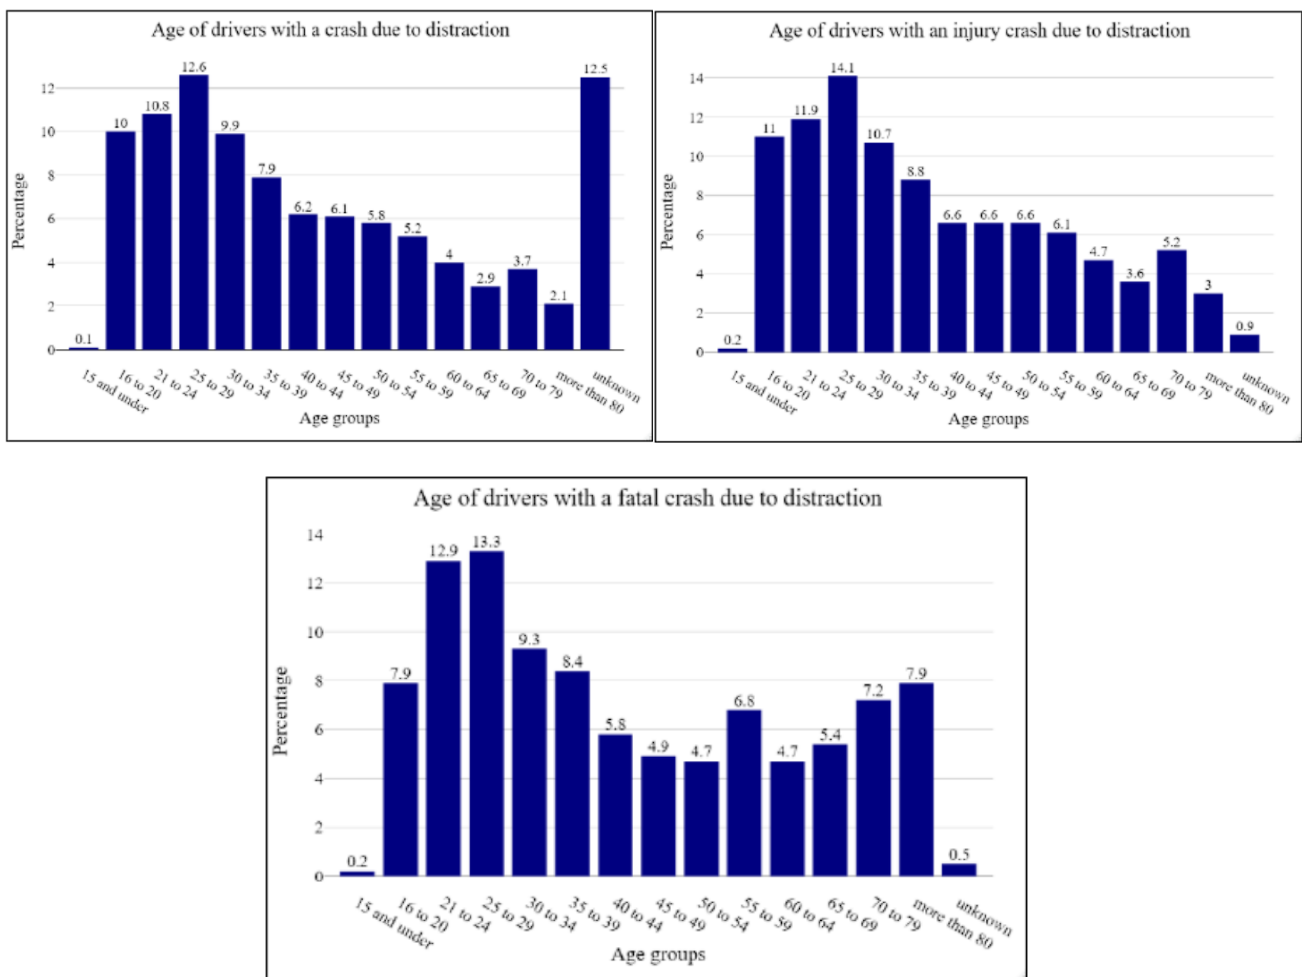 Age of drivers with a crash due to distraction
12.6
12.5
12
10.8
10
9.9
10
7.9
8
6.2
6.1
5.8
6
5.2
4
3.7
4
2.9
2.1
2
0.1
0
Percentage
15 and under
16 to 20
21 to 24
25 to 29
30 to 34
35 to 39
40 to 44
45 to 49
50 to 54
55 to 59
60 to 64
65 to 69
70 to 79
more than 80
unknown
Age groups
Age of drivers with an injury crash due to distraction
14.1
14
11.9
12
11
10.7
10
8.8
8
6.6
6.6
6.6
6.1
6
5.2
4.7
4
3.6
3
2
0.9
0.2
0
Percentage
15 and under
16 to 20
21 to 24
25 to 29
30 to 34
35 to 39
40 to 44
45 to 49
50 to 54
55 to 59
60 to 64
65 to 69
70 to 79
more than 80
unknown
Age groups
Age of drivers with a fatal crash due to distraction
14
13.3
12.9
12
10
9.3
8.4
7.9
7.9
8
7.2
6.8
6
5.8
5.4
4.9
4.7
4.7
4
2
0.5
0.2
0
Percentage
15 and under
16 to 20
21 to 24
25 to 29
30 to 34
35 to 39
40 to 44
45 to 49
50 to 54
55 to 59
60 to 64
65 to 69
70 to 79
more than 80
unknown
Age groups